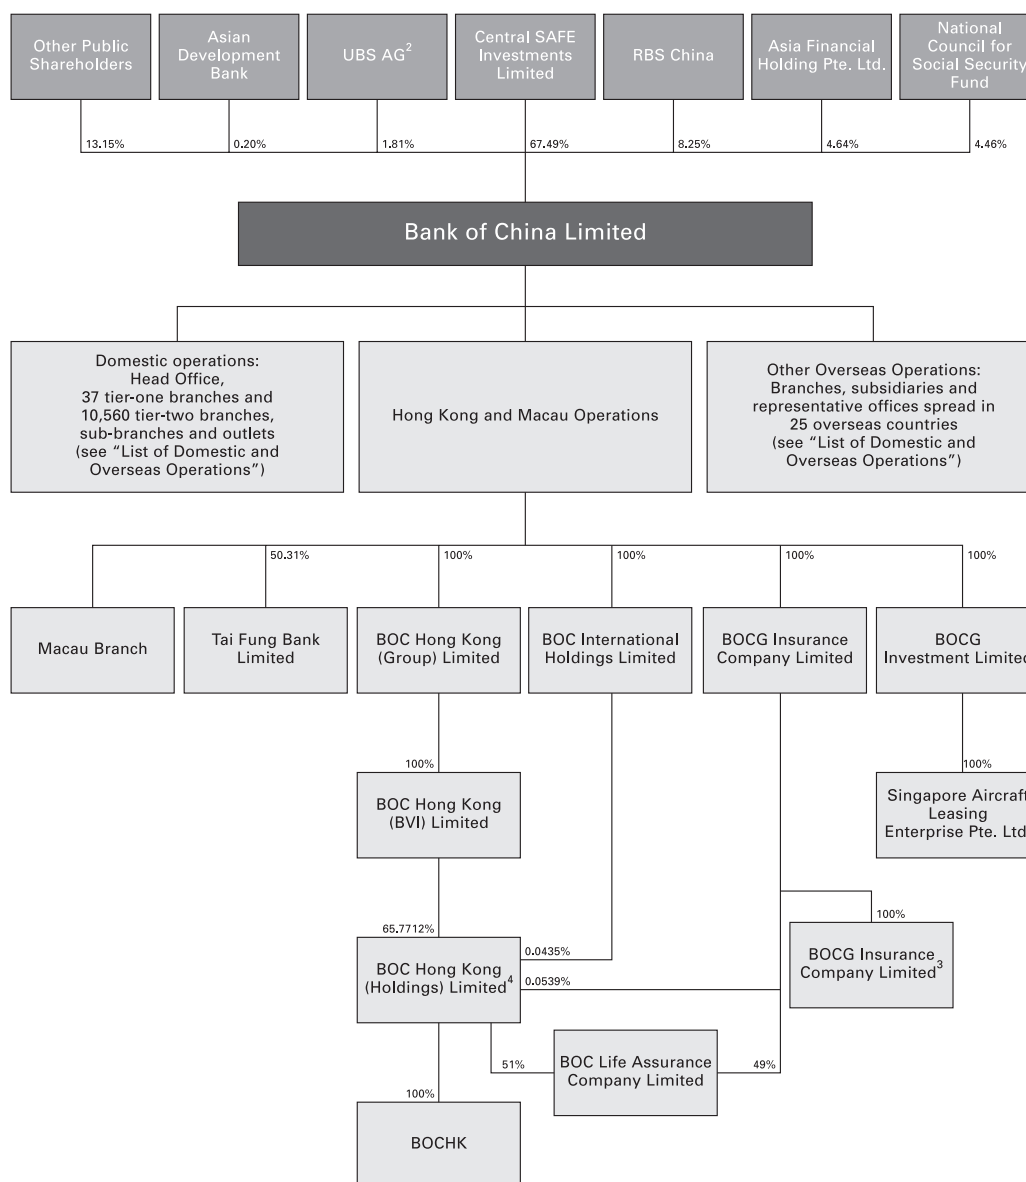 Other Public
Shareholders
Asian
Development
Bank
UBS AG2
Central SAFE
Investments
Limited
RBS China
Asia Financial
Holding Pte. Ltd.
National
Council for
Social Security
Fund
13.15%
0.20%
1.81%
67.49%
8.25%
4.64%
4.46%
Bank of China Limited
Domestic operations:
Head Office,
37 tier-one branches and
10,560 tier-two branches,
sub-branches and outlets
(see “List of Domestic and
Overseas Operations”)
Hong Kong and Macau Operations
Other Overseas Operations:
Branches, subsidiaries and
representative offices spread in
25 overseas countries
(see “List of Domestic and
Overseas Operations”)
50.31%
100%
100%
100%
100%
Macau Branch
Tai Fung Bank
Limited
BOC Hong Kong
(Group) Limited
BOC International
Holdings Limited
BOCG Insurance
Company Limited
BOCG
Investment Limited
100%
100%
BOC Hong Kong
(BVI) Limited
Singapore Aircraft
Leasing
Enterprise Pte. Ltd
65.7712%
100%
BOC Hong Kong
(Holdings) Limited4
0.0435%
0.0539%
BOCG Insurance
Company Limited3
51%
BOC Life Assurance
Company Limited
49%
100%
BOCHK